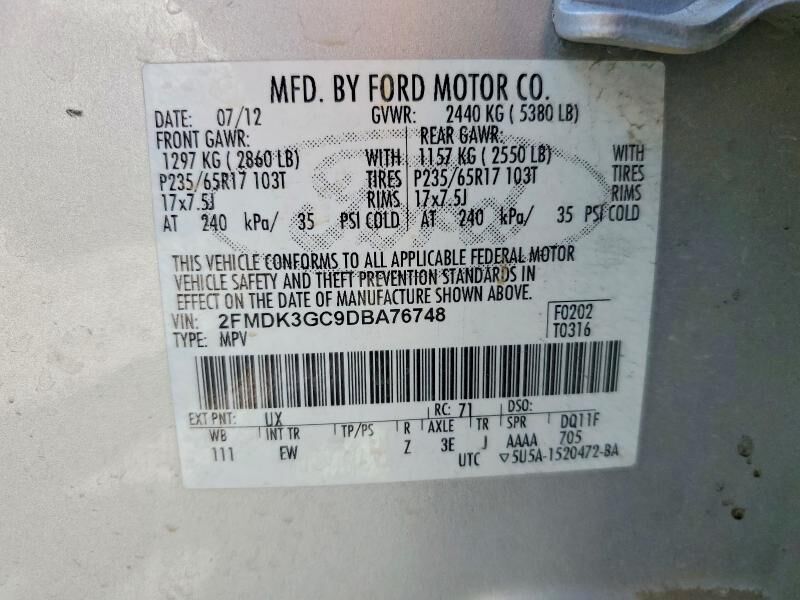 MFD. BY FORD MOTOR CO.
DATE: 07/12 GVWR: 2440 KG ( 5380 LB)
FRONT GAWR: REAR GAWR:
1297 KG ( 2860 LB) WITH 1157 KG ( 2550 LB) WITH
P235/65R17 103T TIRES P235/65R17 103T TIRES
17x7.5J RIMS 17x7.5J RIMS
AT 240 kPa/ 35 PSI COLD AT 240 kPa/ 35 PSI COLD
Ford
THIS VEHICLE CONFORMS TO ALL APPLICABLE FEDERAL MOTOR
VEHICLE SAFETY AND THEFT PREVENTION STANDARDS IN
EFFECT ON THE DATE OF MANUFACTURE SHOWN ABOVE.
VIN: 2FMDK3GC9DBA76748 F0202
TYPE: MPV T0316
EXT PNT: UX RC: 71 DSO:
WB INT TR TP/PS R AXLE TR SPR DQ11F
111 EW Z 3E J AAAA 705
UTC ▽5U5A-1520472-BA